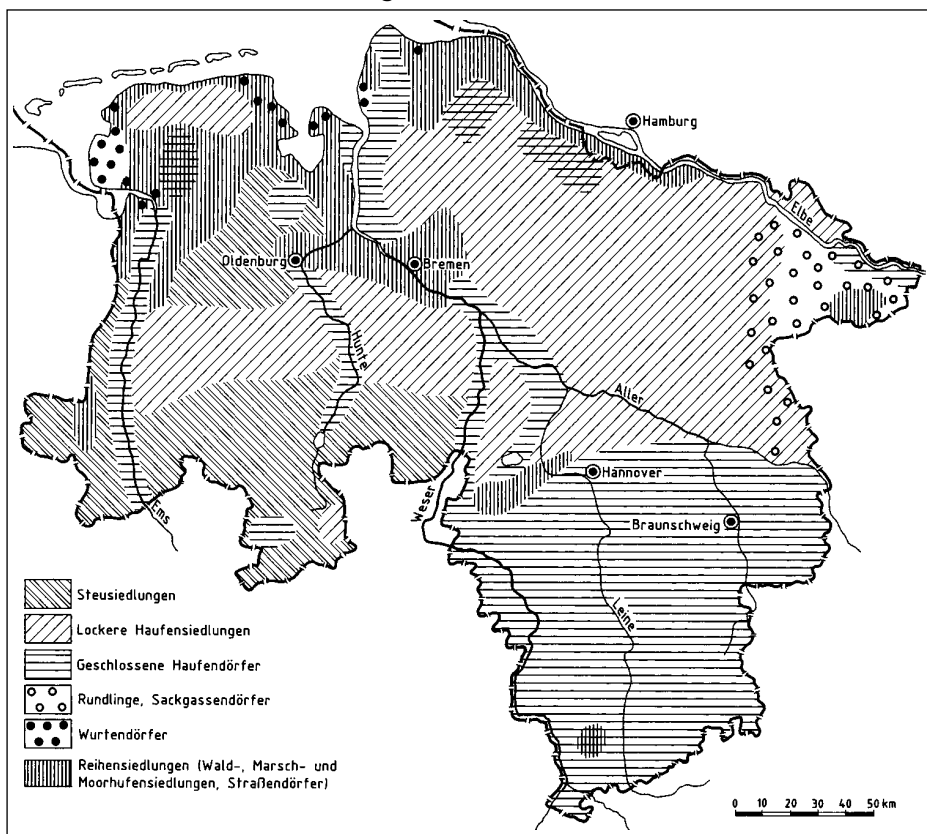 Hamburg
Elbe
Oldenburg
Bremen
Hunte
Aller
Hannover
Weser
Braunschweig
Ems
Leine
Steusiedlungen
Lockere Haufensiedlungen
Geschlossene Haufendörfer
Rundlinge, Sackgassendörfer
Wurtendörfer
Reihensiedlungen (Wald-, Marsch- und
Moorhufensiedlungen, Straßendörfer)
0 10 20 30 40 50 km